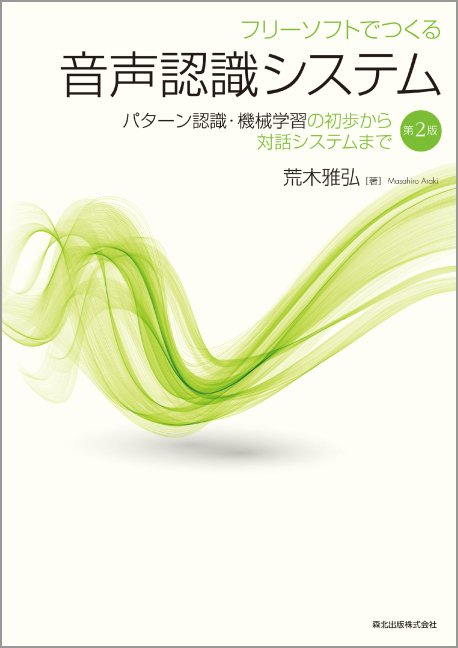 フリーソフトでつくる
音声認識システム
パターン認識・機械学習の初歩から
対話システムまで
第2版
荒木雅弘[著] Masahiro Araki
森北出版株式会社